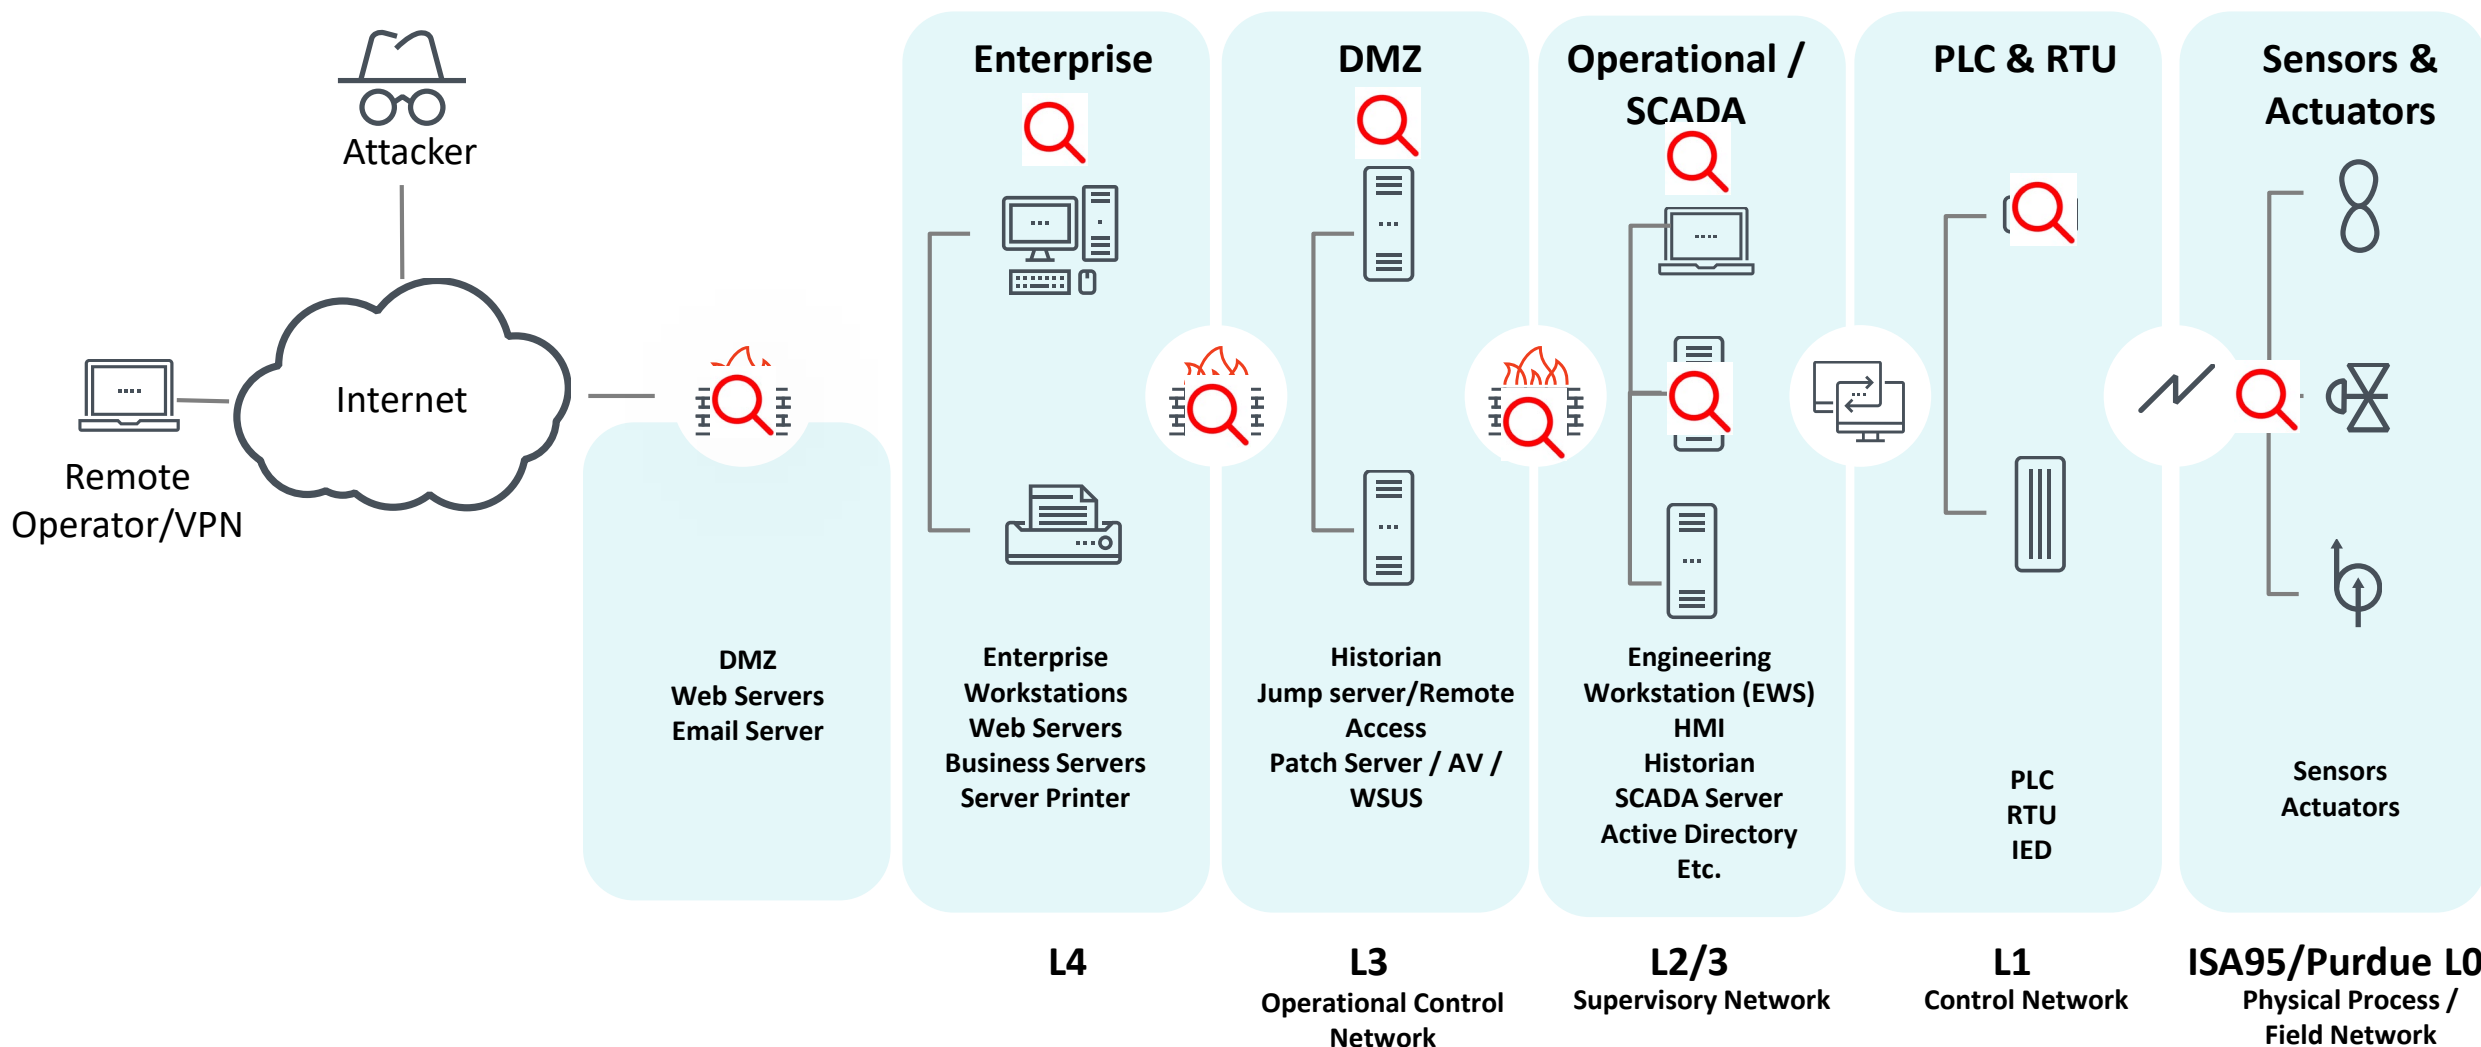 Attacker
Internet
Remote
Operator/VPN
DMZ
Web Servers
Email Server
Enterprise
Enterprise
Workstations
Web Servers
Business Servers
Server Printer
L4
DMZ
Historian
Jump server/Remote
Access
Patch Server / AV /
WSUS
L3
Operational Control
Network
Operational /
SCADA
Engineering
Workstation (EWS)
HMI
Historian
SCADA Server
Active Directory
Etc.
L2/3
Supervisory Network
PLC & RTU
PLC
RTU
IED
L1
Control Network
Sensors &
Actuators
Sensors
Actuators
ISA95/Purdue L0
Physical Process /
Field Network